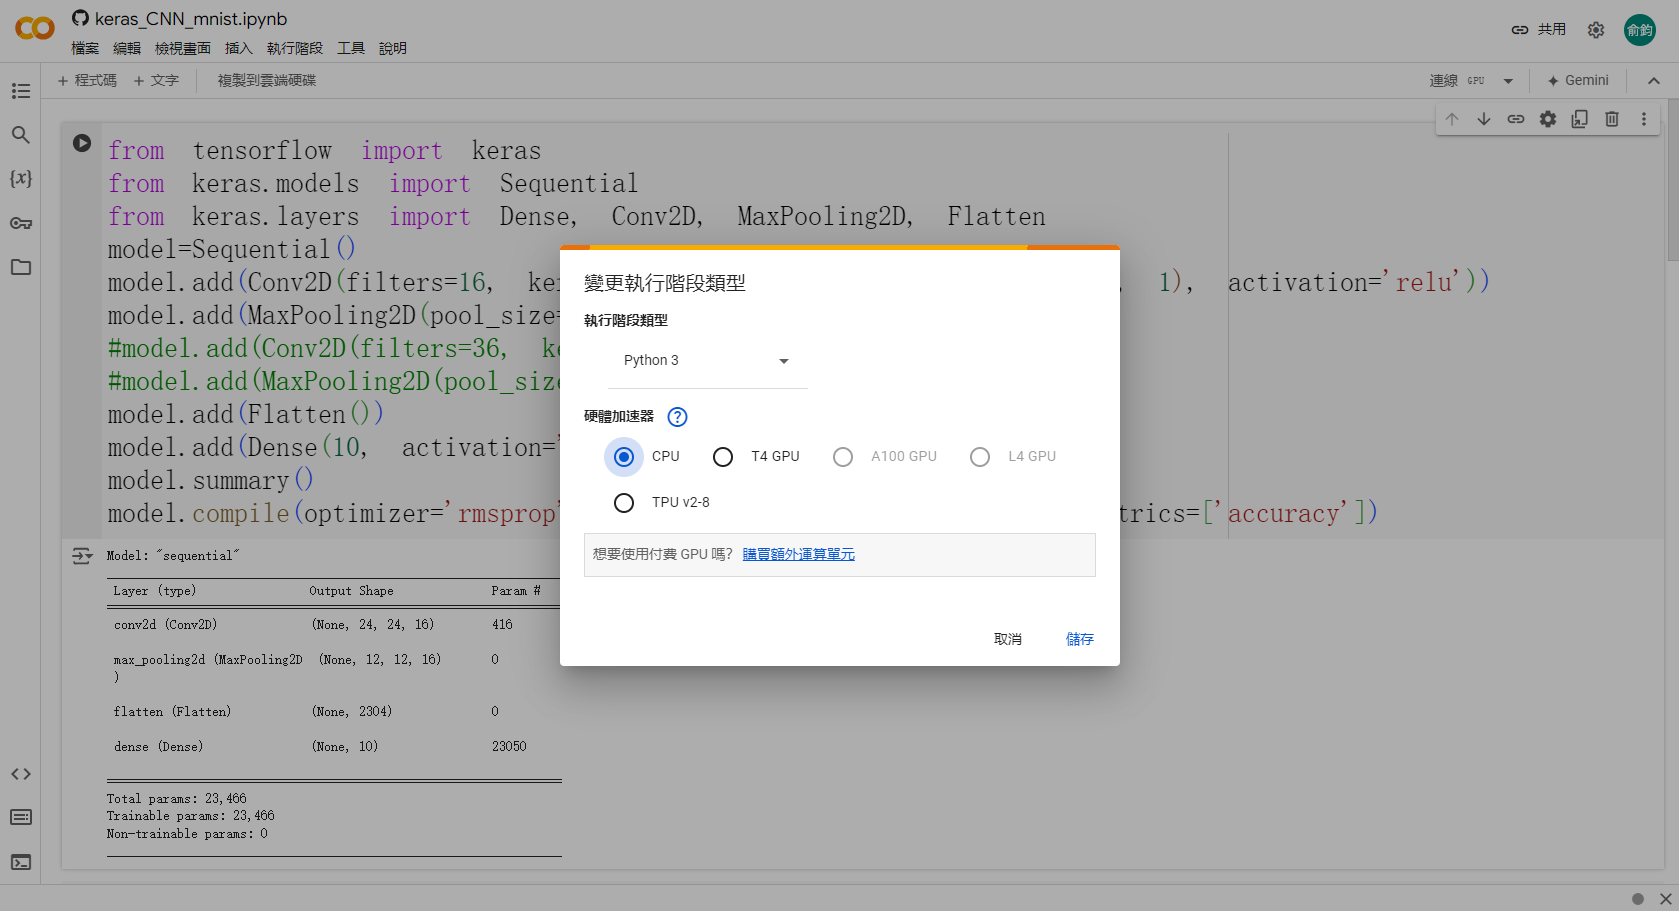 keras_CNN_mnist.ipynb
檔案 編輯 檢視畫面 插入 執行階段 工具 說明
共用
俞鈞
+ 程式碼 + 文字 複製到雲端硬碟
連線 GPU
Gemini
{x}
from tensorflow import keras
from keras.models import Sequential
from keras.layers import Dense, Conv2D, MaxPooling2D, Flatten
model=Sequential()
model.add(Conv2D(filters=16, ke
, 1), activation='relu'))
model.add(MaxPooling2D(pool_size=
#model.add(Conv2D(filters=36, ke
#model.add(MaxPooling2D(pool_size
model.add(Flatten())
model.add(Dense(10, activation='
model.summary()
model.compile(optimizer='rmsprop'
trics=['accuracy'])
變更執行階段類型
執行階段類型
Python 3
硬體加速器 ?
CPU T4 GPU A100 GPU L4 GPU
TPU v2-8
想要使用付費 GPU 嗎? 購買額外運算單元
取消 儲存
Model: "sequential"
Layer (type) Output Shape Param #
conv2d (Conv2D) (None, 24, 24, 16) 416
max_pooling2d (MaxPooling2D (None, 12, 12, 16) 0
)
flatten (Flatten) (None, 2304) 0
dense (Dense) (None, 10) 23050
Total params: 23,466
Trainable params: 23,466
Non-trainable params: 0